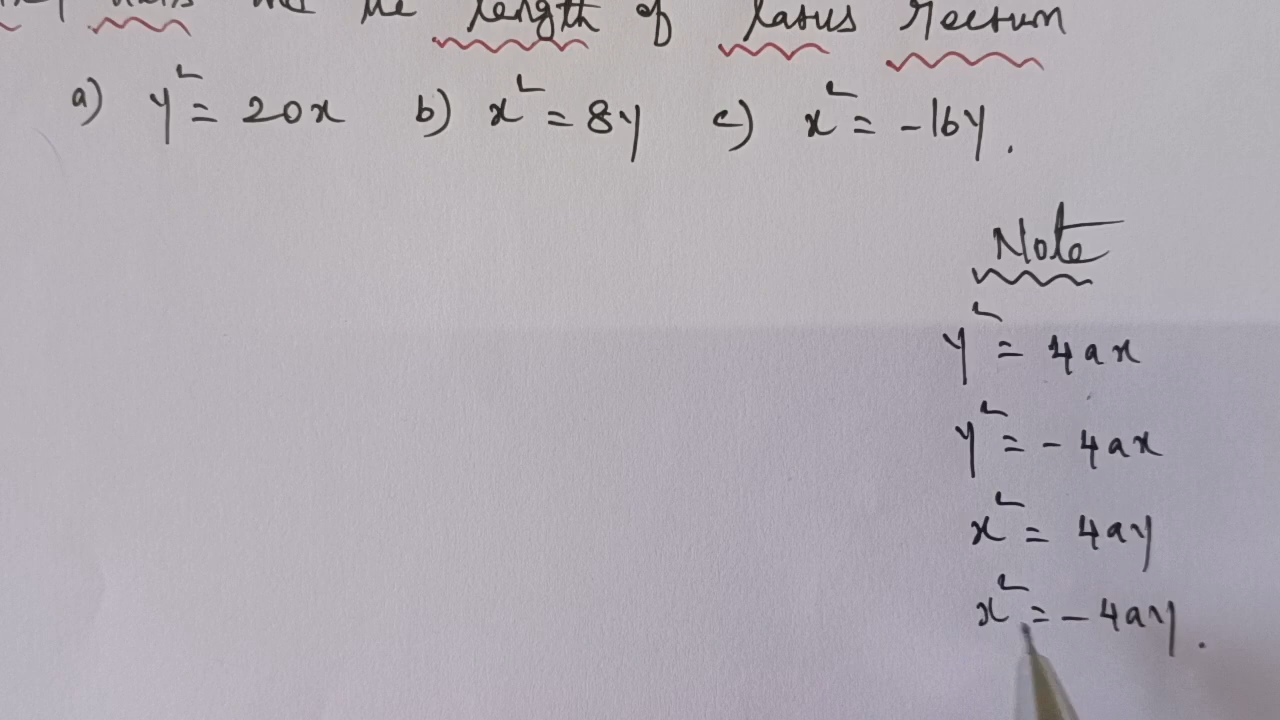 the length of latus rectum
a) y² = 20x b) x² = 8y c) x² = -16y.
Note
y² = 4ax
y² = -4ax
x² = 4ay
x² = -4ay.